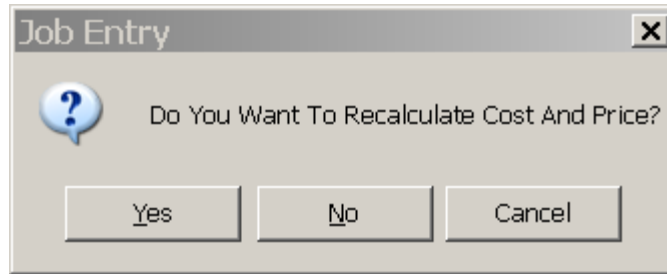 Job Entry
Do You Want To Recalculate Cost And Price?
Yes
No
Cancel